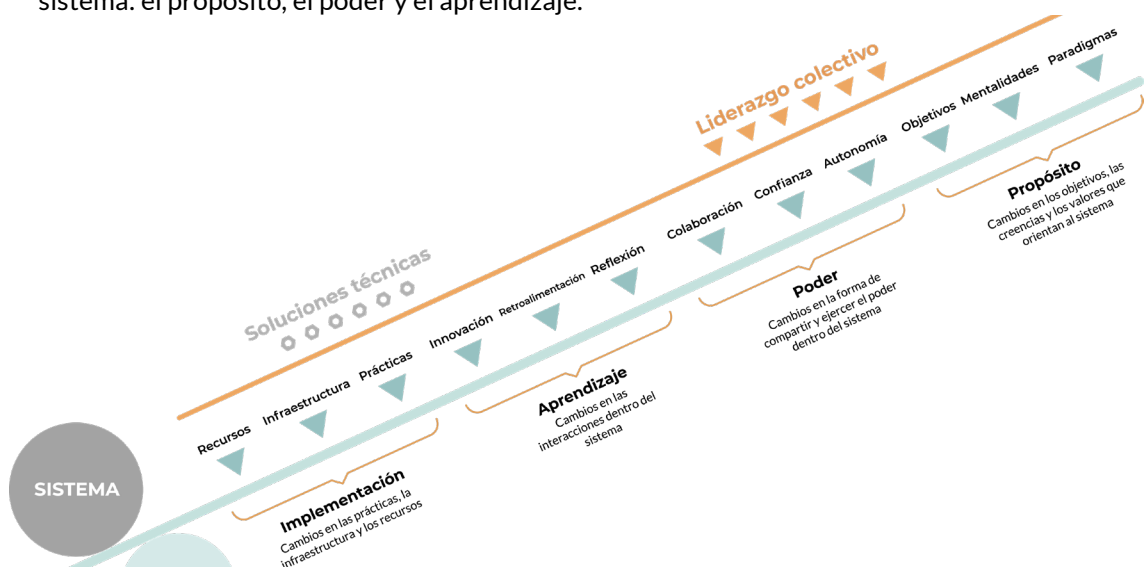 sistema: el propósito, el poder y el aprendizaje.
Liderazgo colectivo
Soluciones técnicas
Recursos
Infraestructura
Prácticas
Innovación
Retroalimentación
Reflexión
Colaboración
Confianza
Autonomía
Objetivos
Mentalidades
Paradigmas
SISTEMA
Implementación
Cambios en las prácticas, la
infraestructura y los recursos
Aprendizaje
Cambios en las
interacciones dentro del
sistema
Poder
Cambios en la forma de
compartir y ejercer el poder
dentro del sistema
Propósito
Cambios en los objetivos, las
creencias y los valores que
orientan al sistema